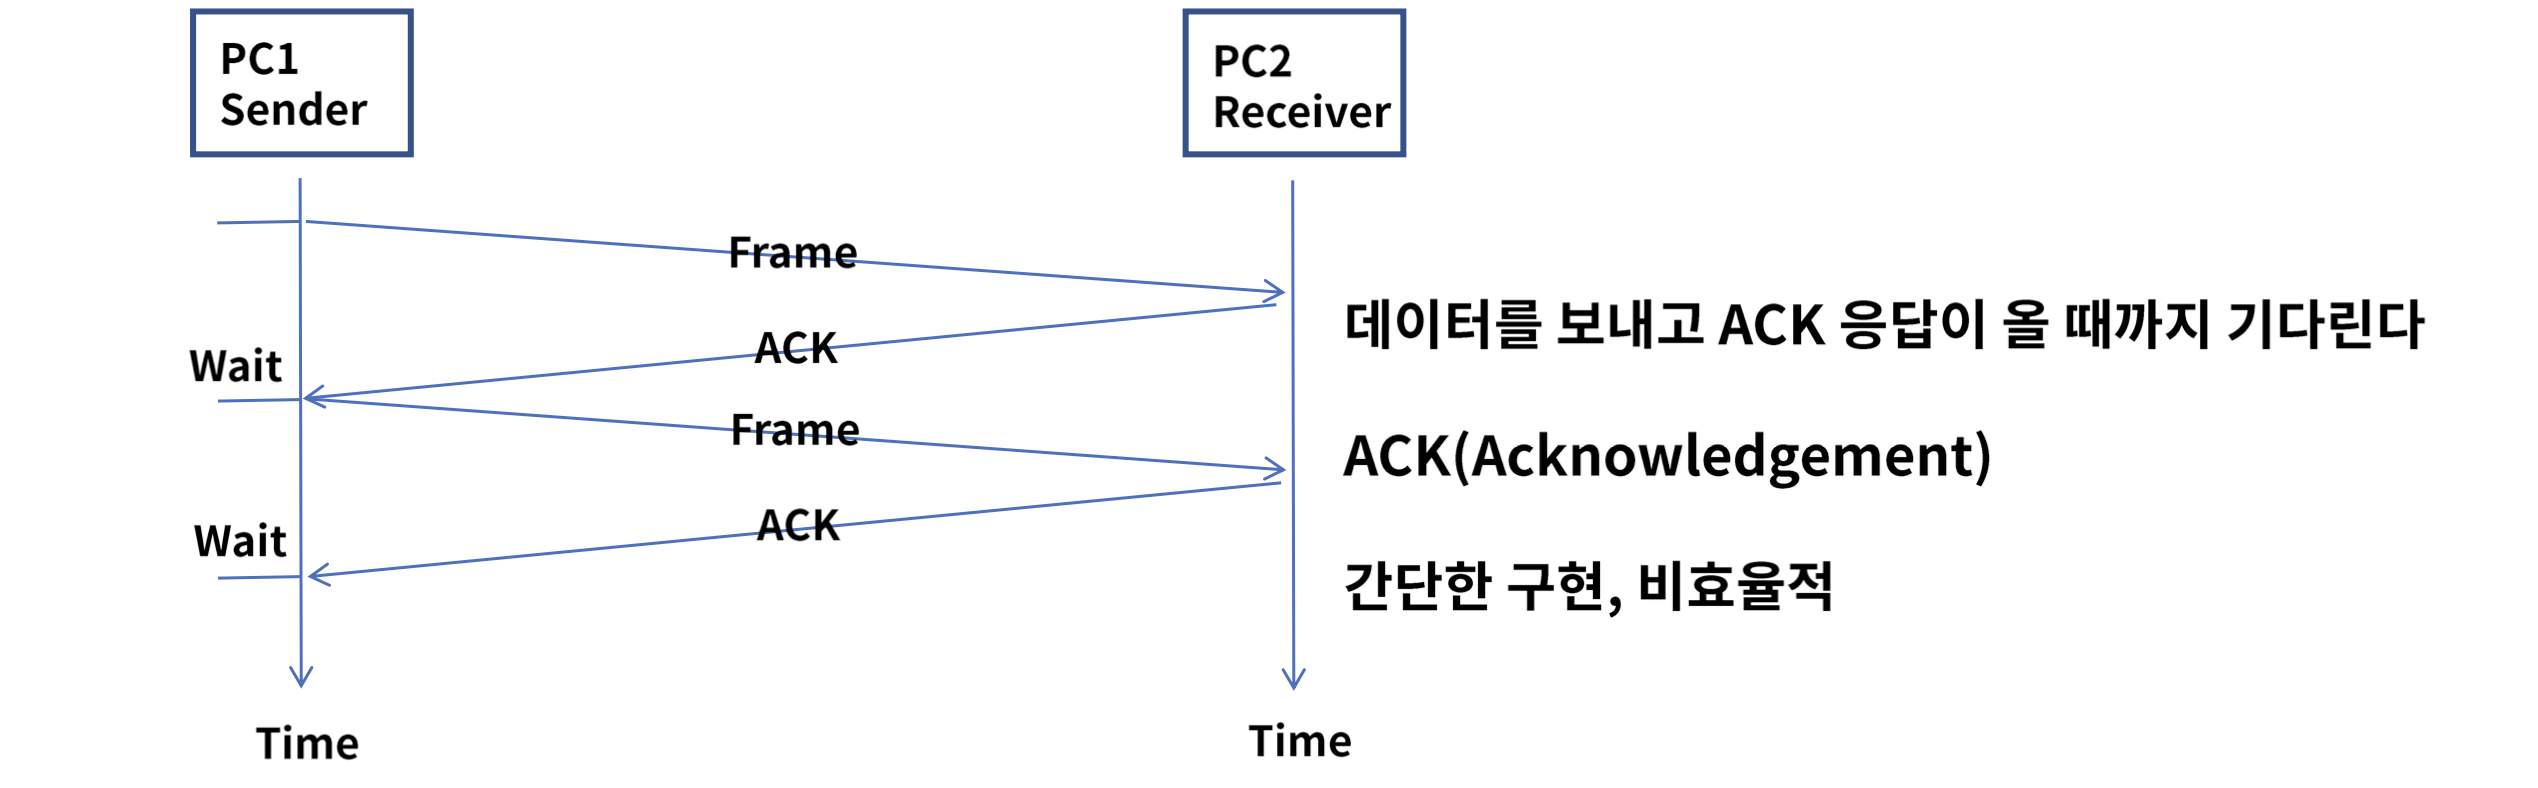 PC1
Sender
PC2
Receiver
Frame
ACK
Wait
Frame
ACK
Wait
Time
Time
데이터를 보내고 ACK 응답이 올 때까지 기다린다
ACK(Acknowledgement)
간단한 구현, 비효율적